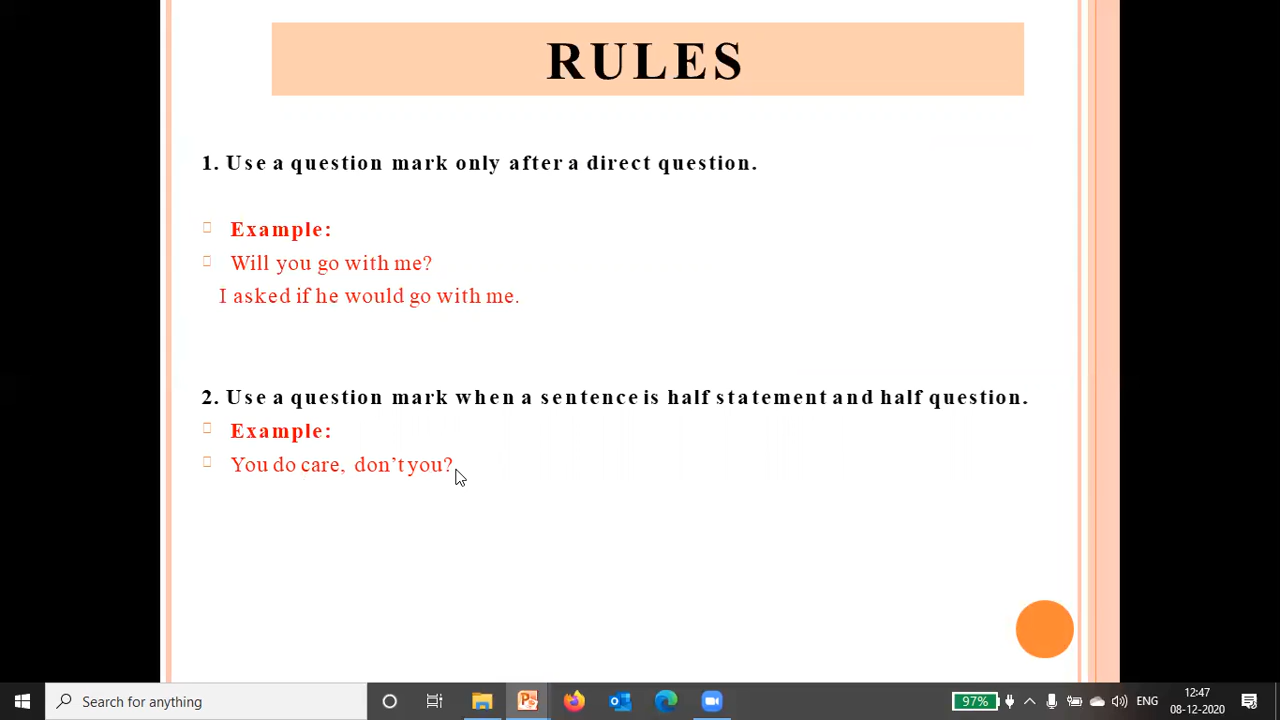 RULES
1. Use a question mark only after a direct question.
Example:
Will you go with me?
I asked if he would go with me.
2. Use a question mark when a sentence is half statement and half question.
Example:
You do care, don’t you?
Search for anything
97%
ENG
12:47
08-12-2020